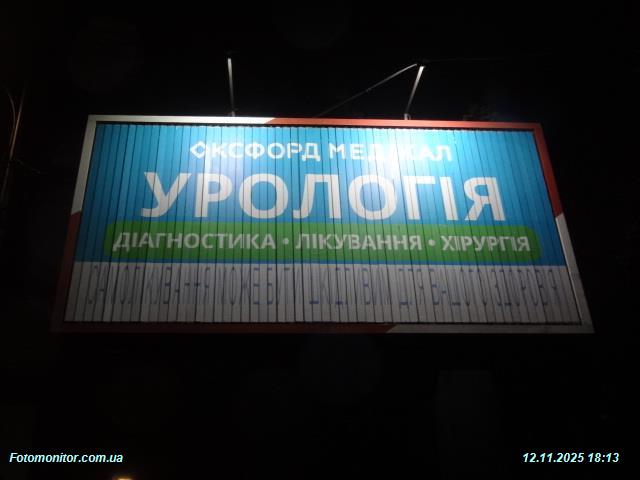 ОКСФОРД МЕДІКАЛ
УРОЛОГІЯ
ДІАГНОСТИКА • ЛІКУВАННЯ • ХІРУРГІЯ
Fotomonitor.com.ua
12.11.2025 18:13